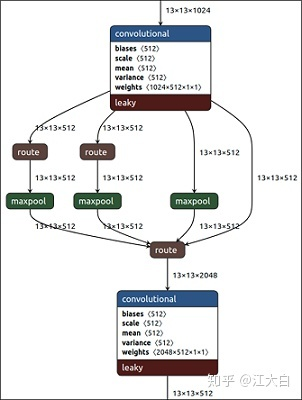 13×13×1024
convolutional
biases ⟨512⟩
scale ⟨512⟩
mean ⟨512⟩
variance ⟨512⟩
weights ⟨1024×512×1×1⟩
leaky
13×13×512
13×13×512
route
route
13×13×512
13×13×512
13×13×512
13×13×512
maxpool
maxpool
maxpool
13×13×512
13×13×512
13×13×512
route
13×13×2048
convolutional
biases ⟨512⟩
scale ⟨512⟩
mean ⟨512⟩
variance ⟨512⟩
weights ⟨2048×512×1×1⟩
leaky
知乎 @江大白
13×13×512